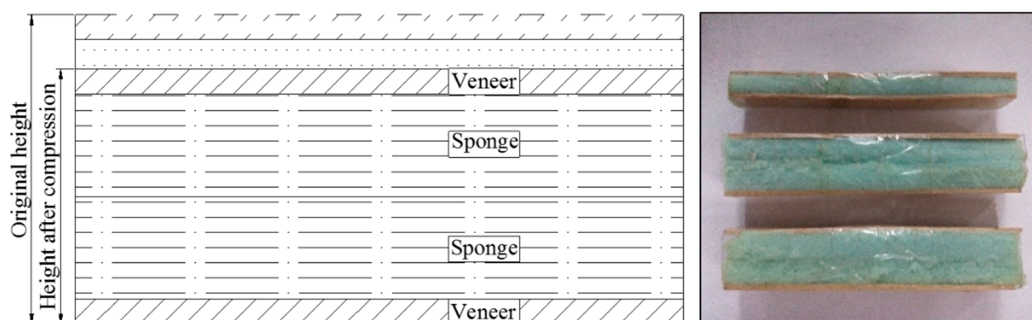 Original height
Height after compression
Veneer
Sponge
Sponge
Veneer